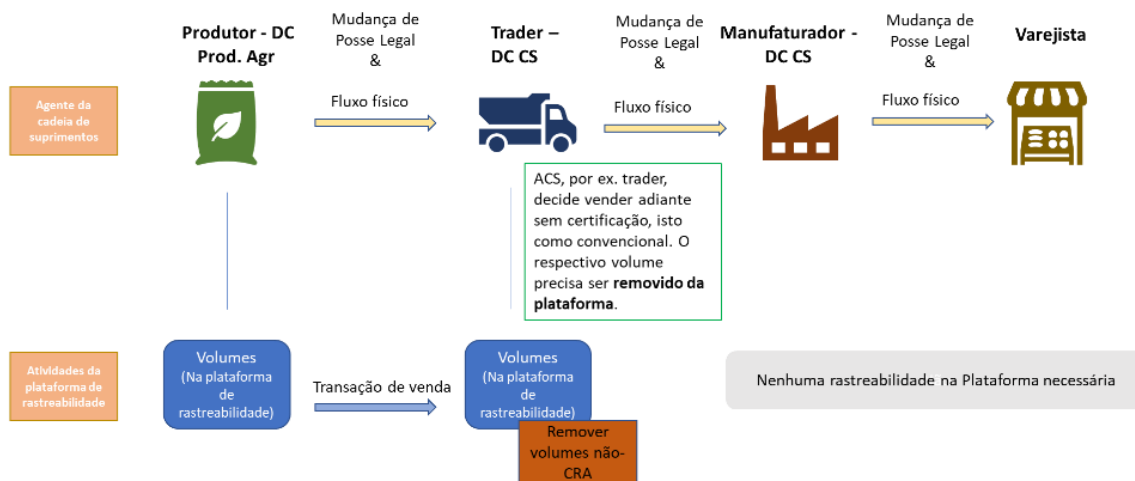 Produtor - DC
Prod. Agr
Mudança de
Posse Legal
&
Fluxo físico
Trader –
DC CS
Mudança de
Posse Legal
&
Fluxo físico
Manufaturador -
DC CS
Mudança de
Posse Legal
&
Fluxo físico
Varejista
Agente da
cadeia de
suprimentos
ACS, por ex. trader,
decide vender adiante
sem certificação, isto
como convencional. O
respectivo volume
precisa ser removido da
plataforma.
Atividades da
plataforma de
rastreabilidade
Volumes
(Na plataforma
de
rastreabilidade)
Transação de venda
Volumes
(Na plataforma
de
rastreabilidade)
Remover
volumes não-
CRA
Nenhuma rastreabilidade na Plataforma necessária